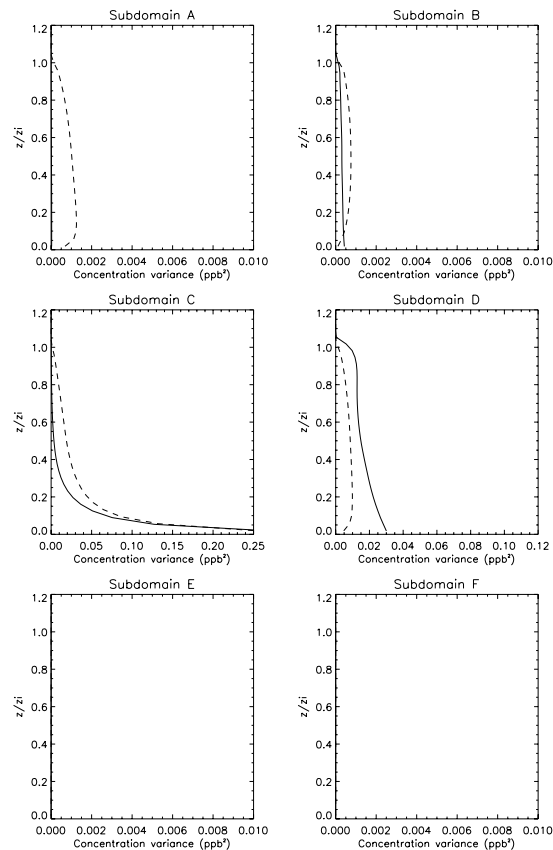 Subdomain A
1.2
1.0
0.8
0.6
0.4
0.2
0.0
z/zi
0.000 0.002 0.004 0.006 0.008 0.010
Concentration variance (ppb²)
Subdomain B
1.2
1.0
0.8
0.6
0.4
0.2
0.0
z/zi
0.000 0.002 0.004 0.006 0.008 0.010
Concentration variance (ppb²)
Subdomain C
1.2
1.0
0.8
0.6
0.4
0.2
0.0
z/zi
0.00 0.05 0.10 0.15 0.20 0.25
Concentration variance (ppb²)
Subdomain D
1.2
1.0
0.8
0.6
0.4
0.2
0.0
z/zi
0.00 0.02 0.04 0.06 0.08 0.10 0.12
Concentration variance (ppb²)
Subdomain E
1.2
1.0
0.8
0.6
0.4
0.2
0.0
z/zi
0.000 0.002 0.004 0.006 0.008 0.010
Concentration variance (ppb²)
Subdomain F
1.2
1.0
0.8
0.6
0.4
0.2
0.0
z/zi
0.000 0.002 0.004 0.006 0.008 0.010
Concentration variance (ppb²)